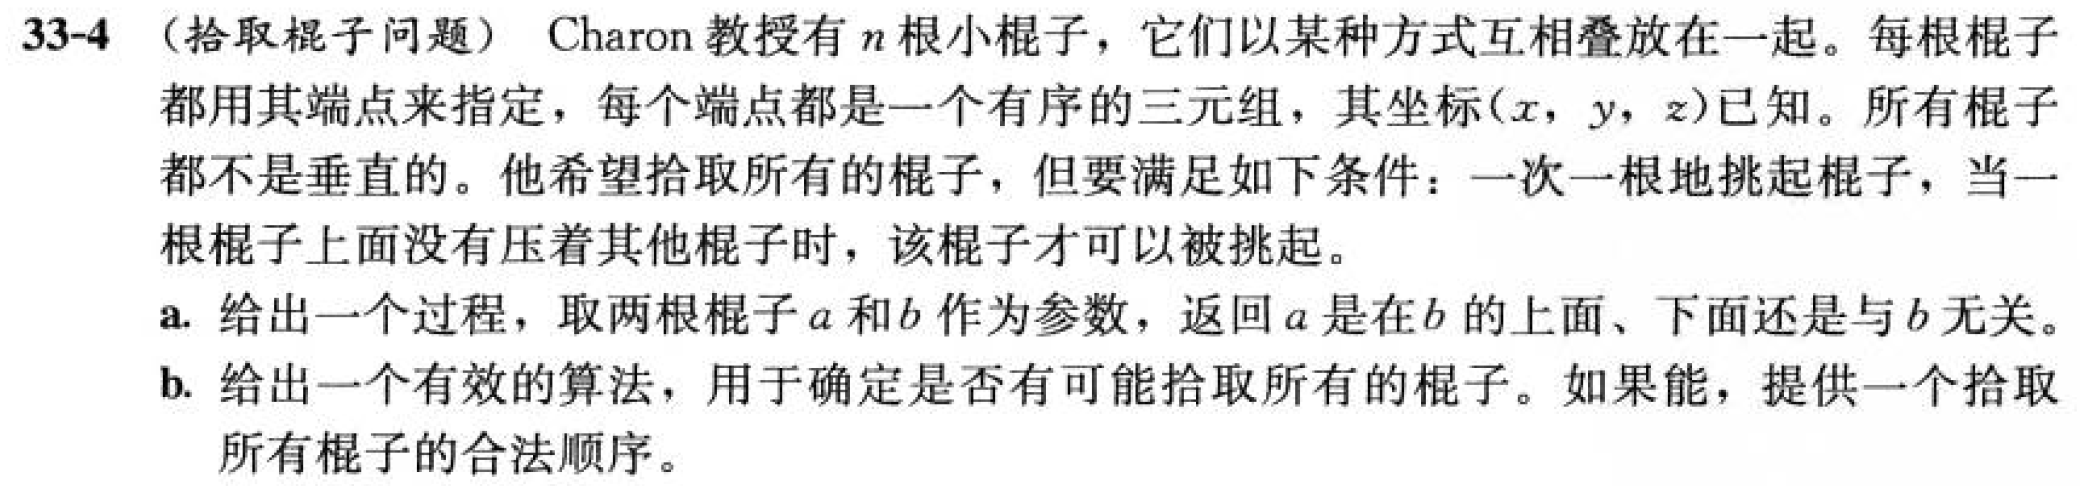 33-4 （拾取棍子问题） Charon 教授有 n 根小棍子，它们以某种方式互相叠放在一起。每根棍子
都用其端点来指定，每个端点都是一个有序的三元组，其坐标(x，y，z)已知。所有棍子
都不是垂直的。他希望拾取所有的棍子，但要满足如下条件：一次一根地挑起棍子，当一
根棍子上面没有压着其他棍子时，该棍子才可以被挑起。
a. 给出一个过程，取两根棍子 a 和 b 作为参数，返回 a 是在 b 的上面、下面还是与 b 无关。
b. 给出一个有效的算法，用于确定是否有可能拾取所有的棍子。如果能，提供一个拾取
所有棍子的合法顺序。